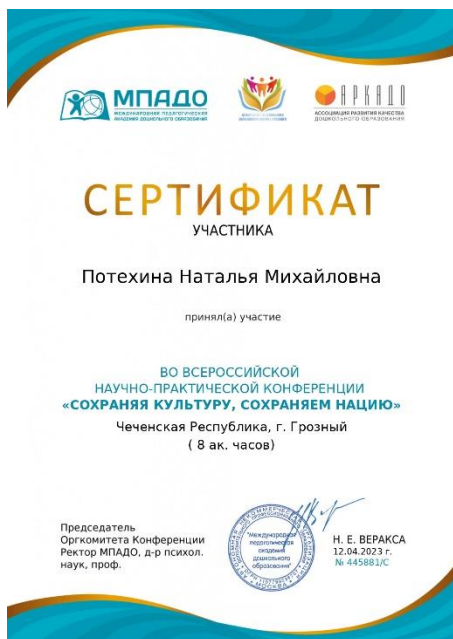 МПАДО
МЕЖДУНАРОДНАЯ ПЕДАГОГИЧЕСКАЯ
АКАДЕМИЯ ДОШКОЛЬНОГО ОБРАЗОВАНИЯ
АРКАДО
АССОЦИАЦИЯ РАЗВИТИЯ КАЧЕСТВА
ДОШКОЛЬНОГО ОБРАЗОВАНИЯ
СЕРТИФИКАТ
УЧАСТНИКА
Потехина Наталья Михайловна
принял(а) участие
ВО ВСЕРОССИЙСКОЙ
НАУЧНО-ПРАКТИЧЕСКОЙ КОНФЕРЕНЦИИ
«СОХРАНЯЯ КУЛЬТУРУ, СОХРАНЯЕМ НАЦИЮ»
Чеченская Республика, г. Грозный
( 8 ак. часов)
Председатель
Оргкомитета Конференции
Ректор МПАДО, д-р психол.
наук, проф.
"Международная
педагогическая
академия
дошкольного
образования"
Н. Е. ВЕРАКСА
12.04.2023 г.
№ 445881/С